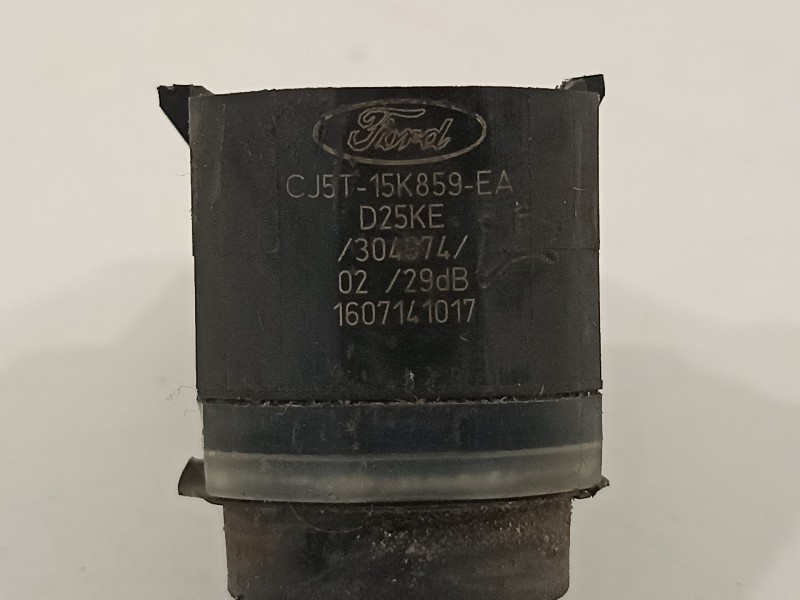 Ford
CJ5T-15K859-EA
D25KE
02 /29dB
1607141017